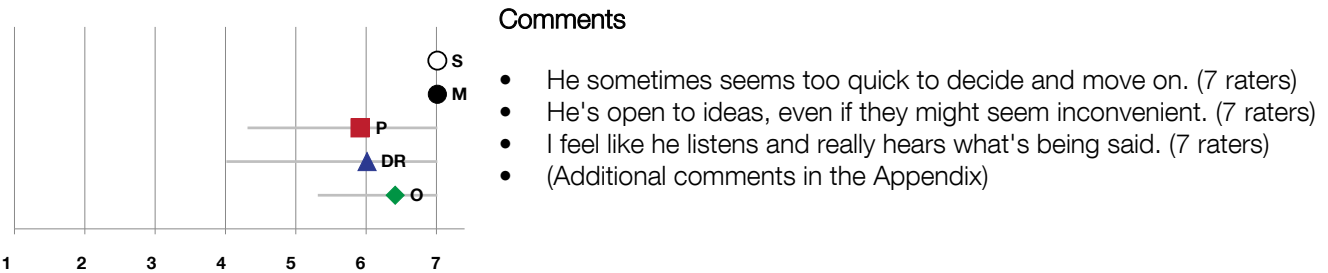 Comments
S
M
P
DR
O
1 2 3 4 5 6 7
• He sometimes seems too quick to decide and move on. (7 raters)
• He's open to ideas, even if they might seem inconvenient. (7 raters)
• I feel like he listens and really hears what's being said. (7 raters)
• (Additional comments in the Appendix)